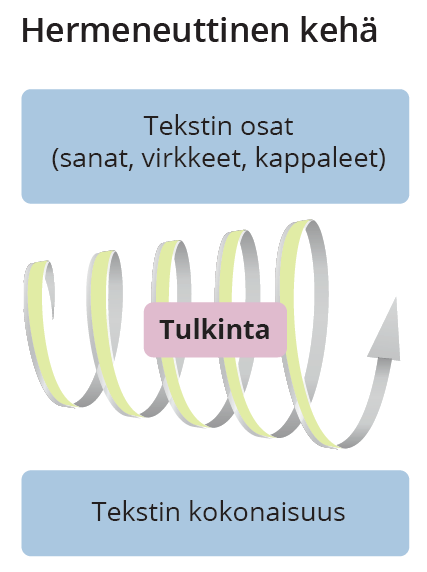 Hermeneuttinen kehä
Tekstin osat
(sanat, virkkeet, kappaleet)
Tulkinta
Tekstin kokonaisuus